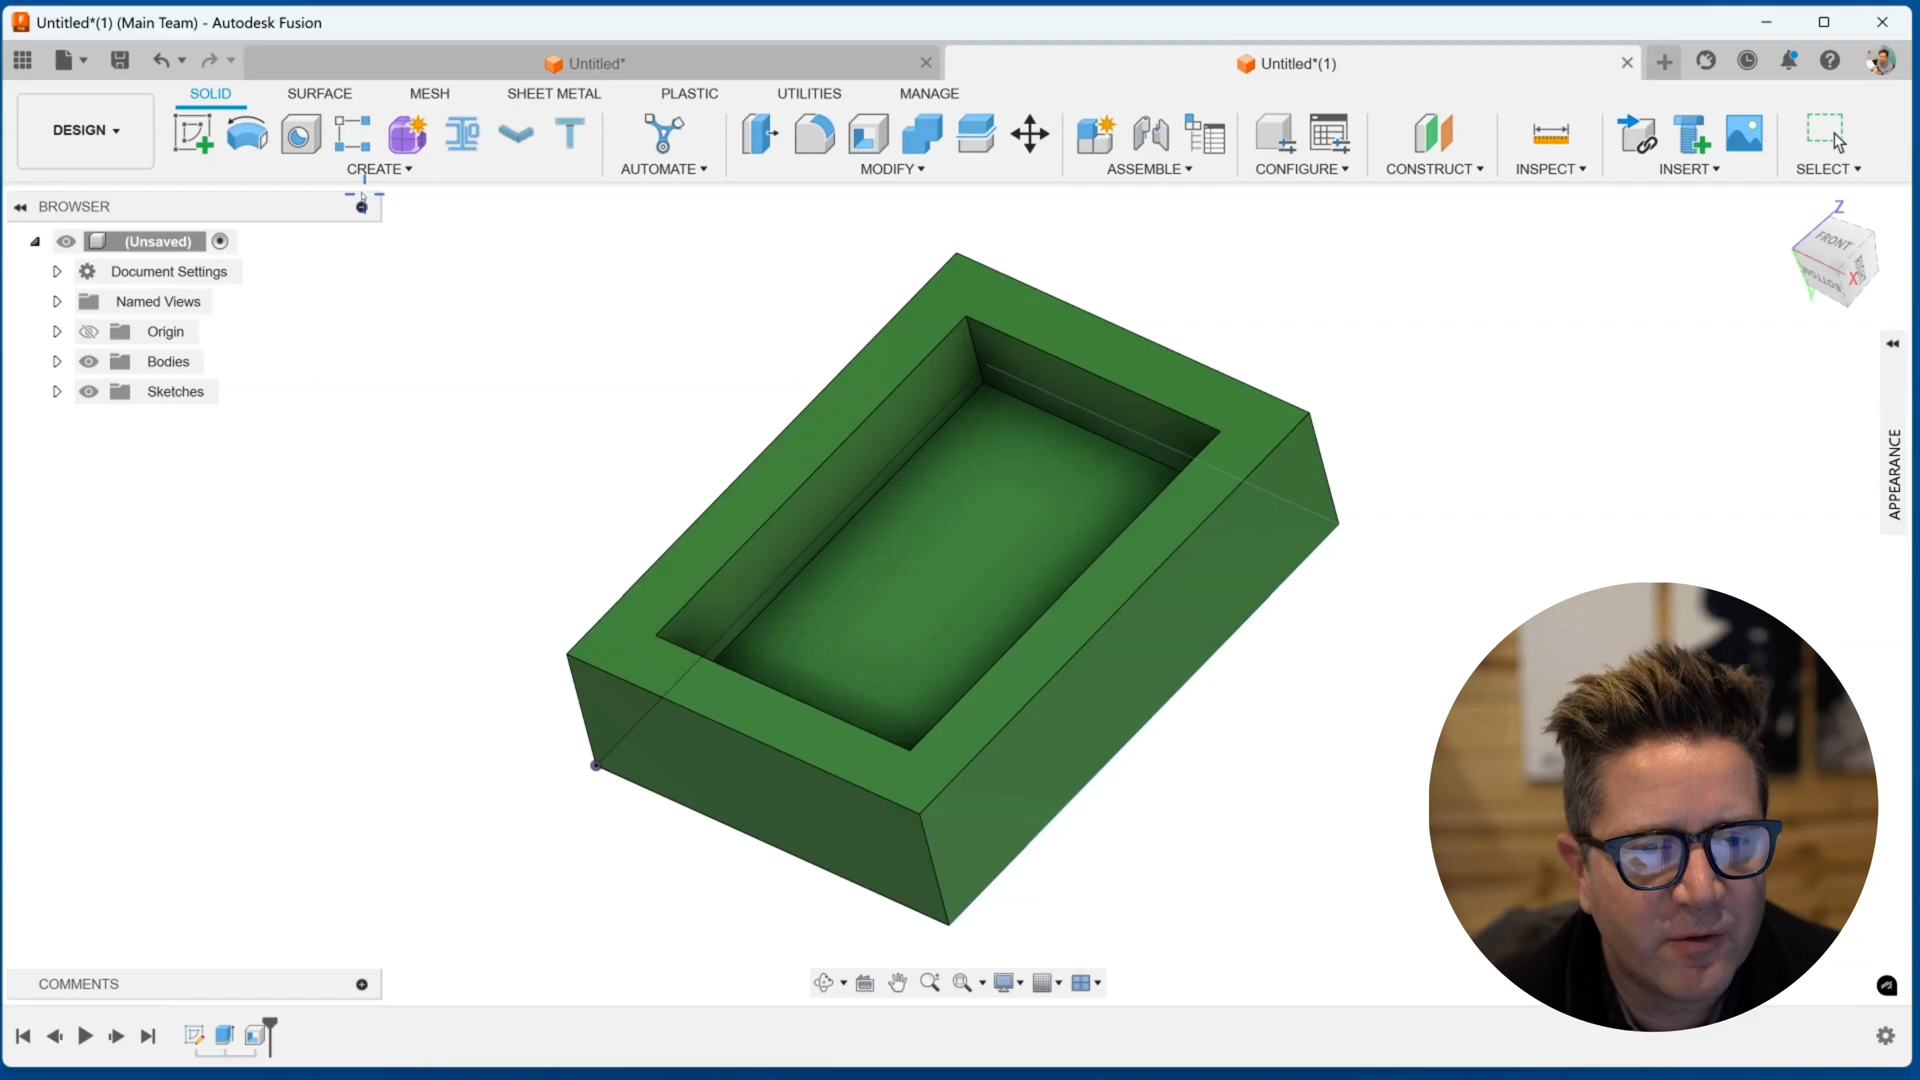 Untitled*(1) (Main Team) - Autodesk Fusion
Untitled*
Untitled*(1)
DESIGN
SOLID
SURFACE
MESH
SHEET METAL
PLASTIC
UTILITIES
MANAGE
CREATE
AUTOMATE
MODIFY
ASSEMBLE
CONFIGURE
CONSTRUCT
INSPECT
INSERT
SELECT
BROWSER
(Unsaved)
Document Settings
Named Views
Origin
Bodies
Sketches
Z
FRONT
BOTTOM
X
Y
APPEARANCE
COMMENTS